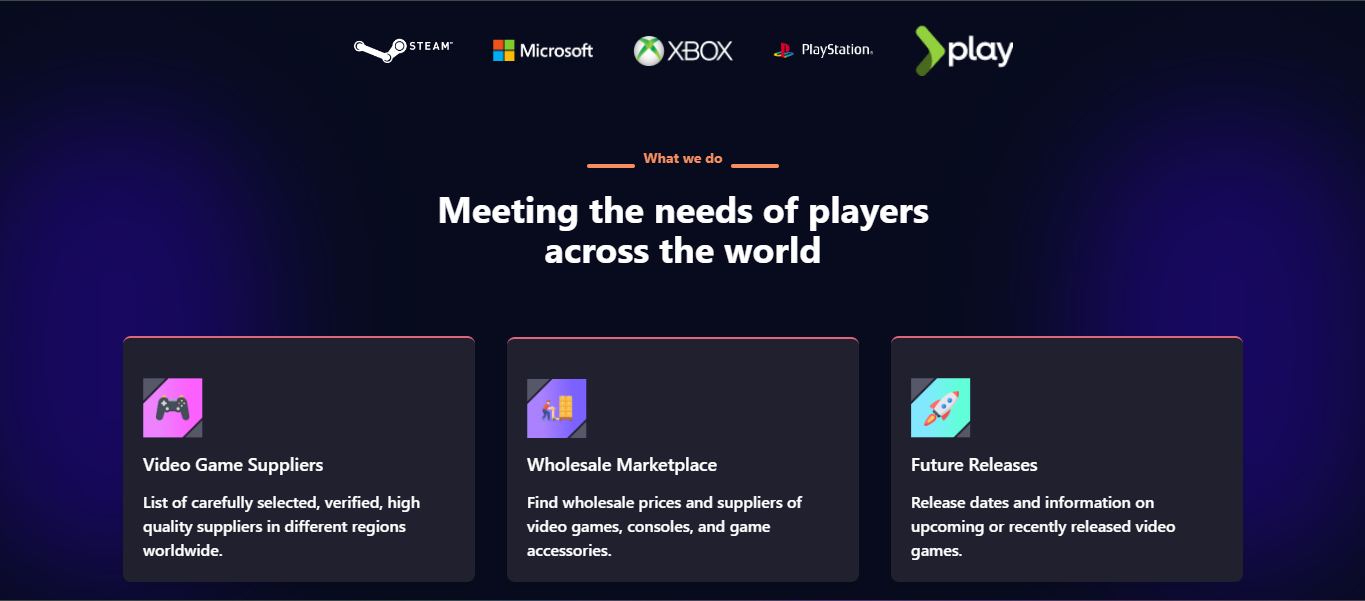 STEAM™ Microsoft XBOX PlayStation® play
What we do
Meeting the needs of players
across the world
Video Game Suppliers
List of carefully selected, verified, high
quality suppliers in different regions
worldwide.
Wholesale Marketplace
Find wholesale prices and suppliers of
video games, consoles, and game
accessories.
Future Releases
Release dates and information on
upcoming or recently released video
games.